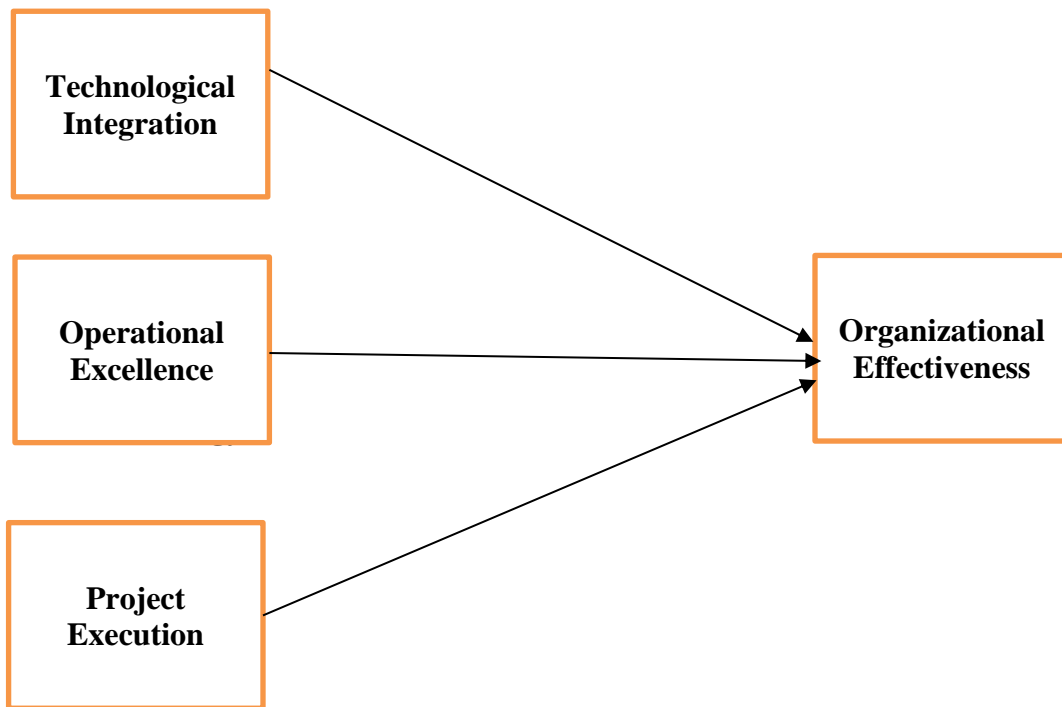 Technological
Integration
Operational
Excellence
Organizational
Effectiveness
Project
Execution